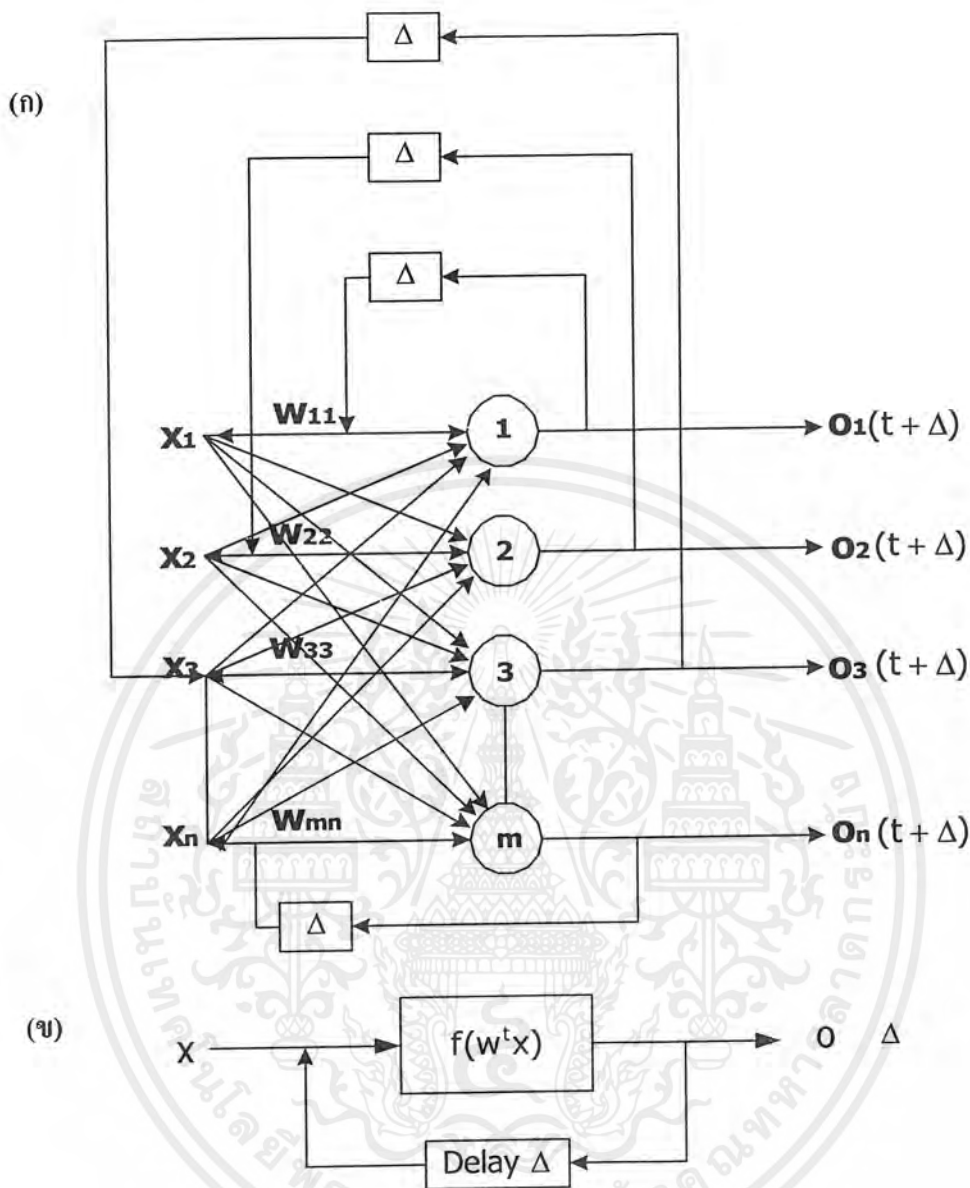 Δ
(ก)
Δ
Δ
W11
X1
1
O1(t + Δ)
W22
X2
2
O2 (t + Δ)
W33
X3
3
O3 (t + Δ)
Wmn
Xn
m
On (t + Δ)
Δ
(ข)
X
f(wᵗx)
O Δ
Delay Δ